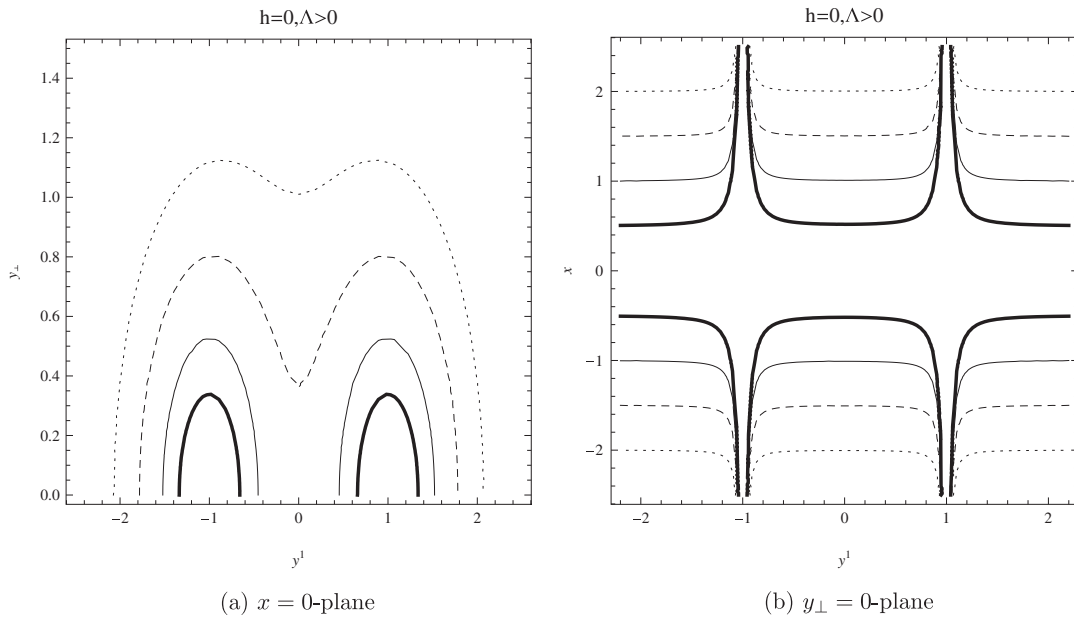 h=0,Λ>0
1.4
1.2
1.0
0.8
0.6
0.4
0.2
0.0
y⊥
−2
−1
0
1
2
y¹
(a) x = 0-plane
h=0,Λ>0
2
1
0
−1
−2
x
−2
−1
0
1
2
y¹
(b) y⊥ = 0-plane